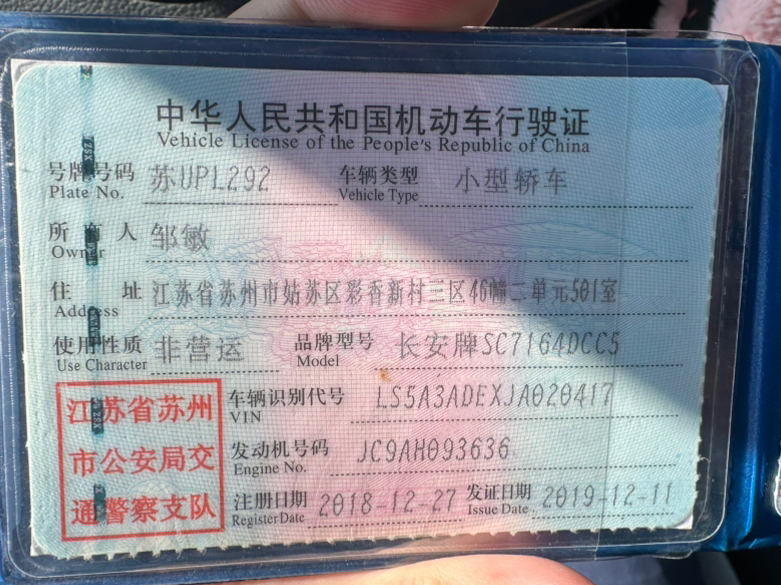 中华人民共和国机动车行驶证
Vehicle License of the People's Republic of China
号牌号码 苏UPL292 车辆类型 小型轿车
Plate No. Vehicle Type
所有人 邹敏
Owner
住址 江苏省苏州市姑苏区彩香新村三区46幢二单元501室
Address
使用性质 非营运 品牌型号 长安牌SC7164DCC5
Use Character Model
江苏省苏州
市公安局交
通警察支队
车辆识别代号 LS5A3ADEXJA020417
VIN
发动机号码 JC9AH093636
Engine No.
注册日期 2018-12-27 发证日期 2019-12-11
Register Date Issue Date